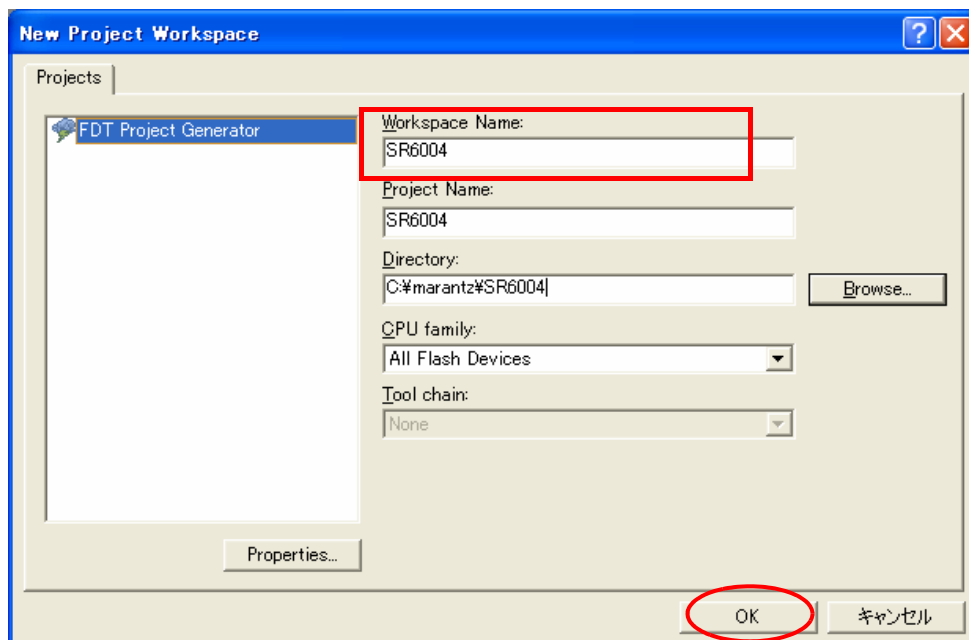 New Project Workspace
Projects
FDT Project Generator
Workspace Name:
SR6004
Project Name:
SR6004
Directory:
C:¥marantz¥SR6004
Browse...
CPU family:
All Flash Devices
Tool chain:
None
Properties...
OK
キャンセル